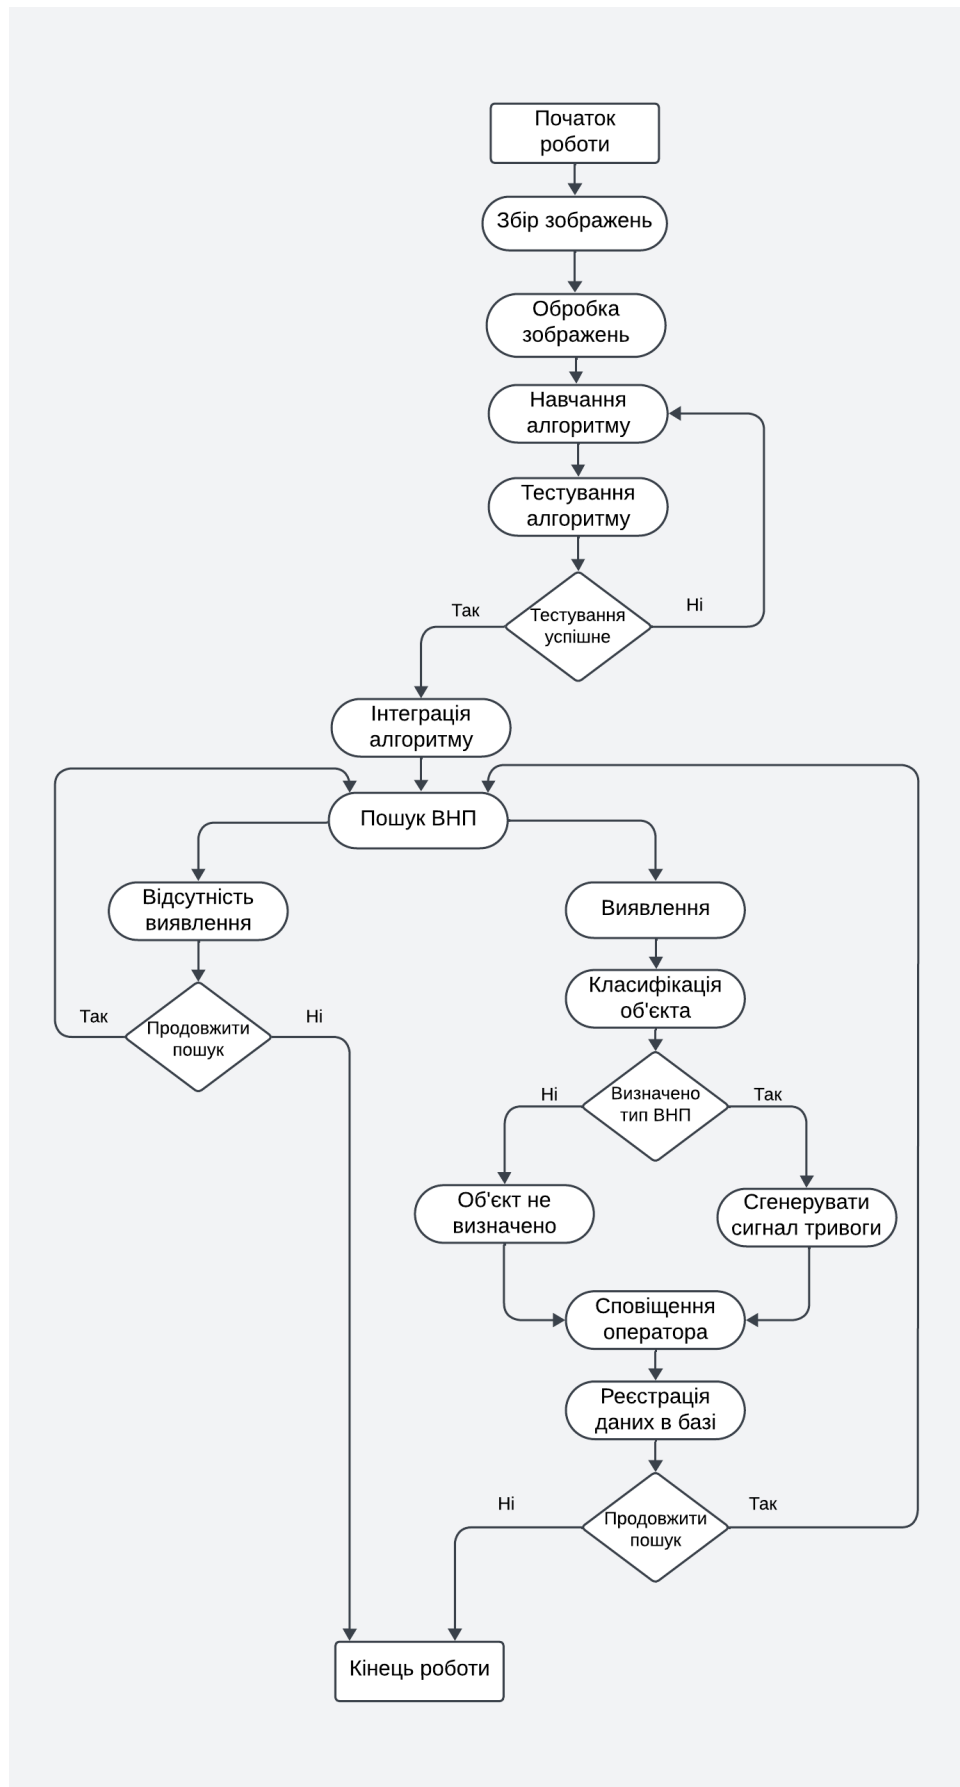 Початок
роботи
Збір зображень
Обробка
зображень
Навчання
алгоритму
Тестування
алгоритму
Так
Тестування
успішне
Ні
Інтеграція
алгоритму
Пошук ВНП
Відсутність
виявлення
Виявлення
Класифікація
об'єкта
Так
Продовжити
пошук
Ні
Ні
Визначено
тип ВНП
Так
Об'єкт не
визначено
Сгенерувати
сигнал тривоги
Сповіщення
оператора
Реєстрація
даних в базі
Ні
Продовжити
пошук
Так
Кінець роботи